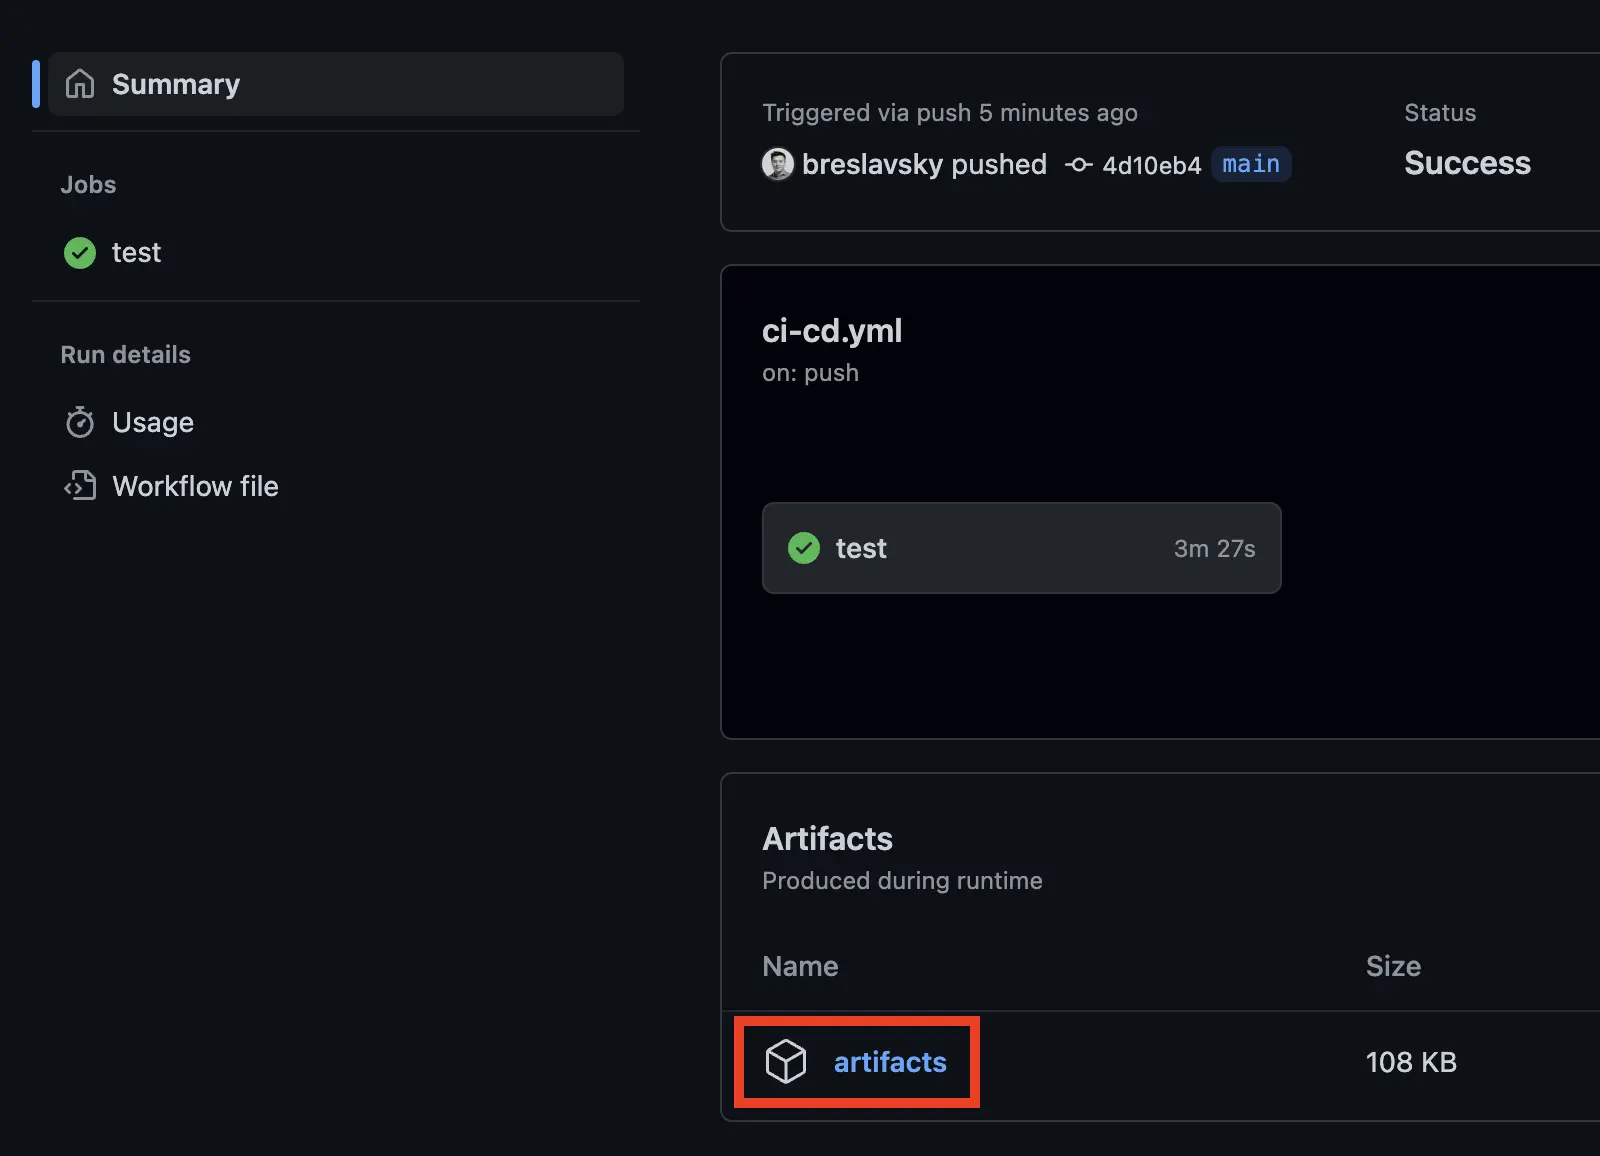 Summary
Jobs
test
Run details
Usage
Workflow file
Triggered via push 5 minutes ago
breslavsky pushed 4d10eb4 main
Status
Success
ci-cd.yml
on: push
test 3m 27s
Artifacts
Produced during runtime
Name Size
artifacts 108 KB